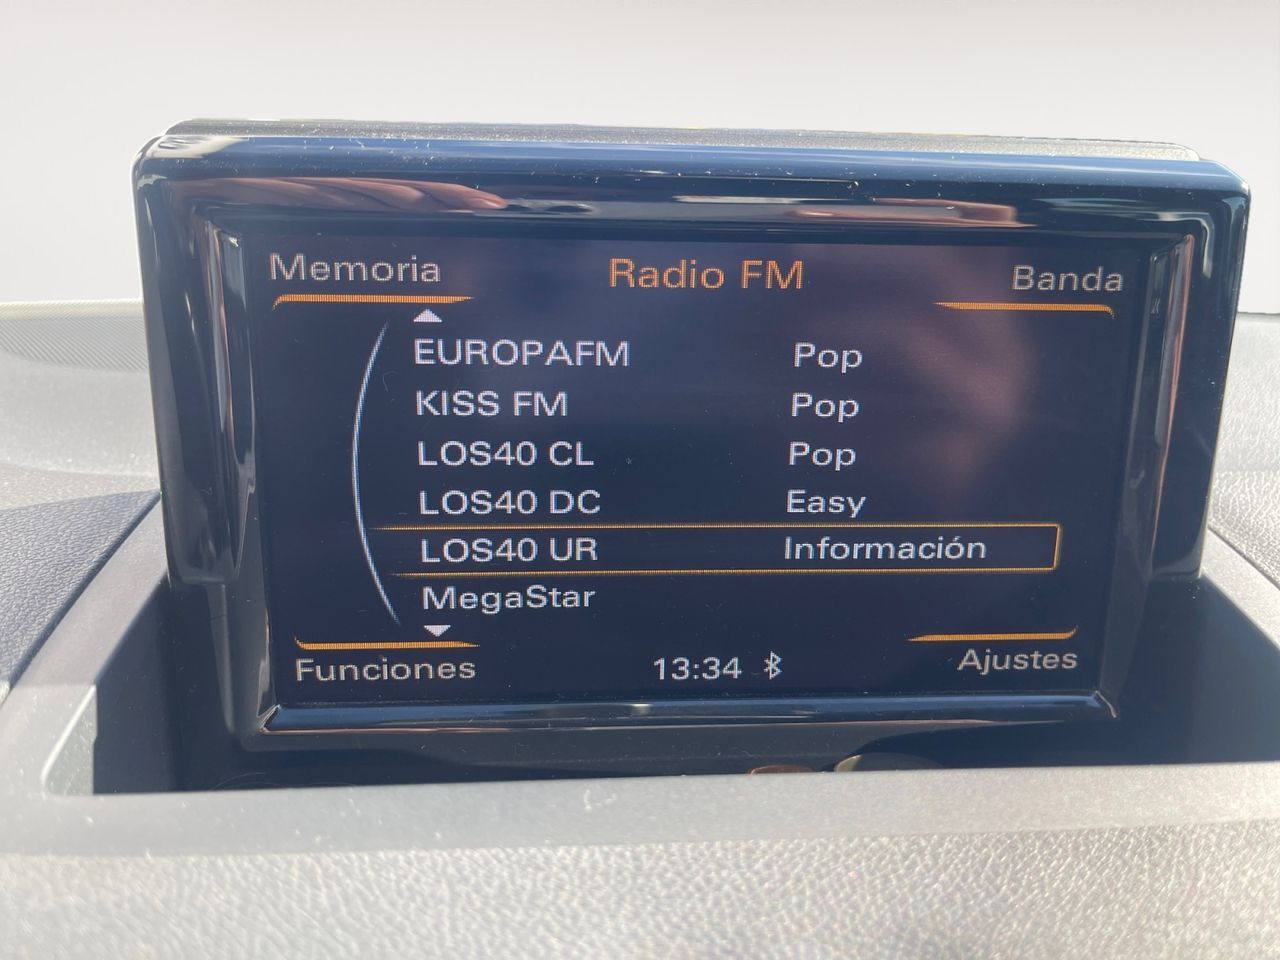 Memoria Radio FM Banda
EUROPAFM Pop
KISS FM Pop
LOS40 CL Pop
LOS40 DC Easy
LOS40 UR Información
MegaStar
Funciones 13:34 Ajustes